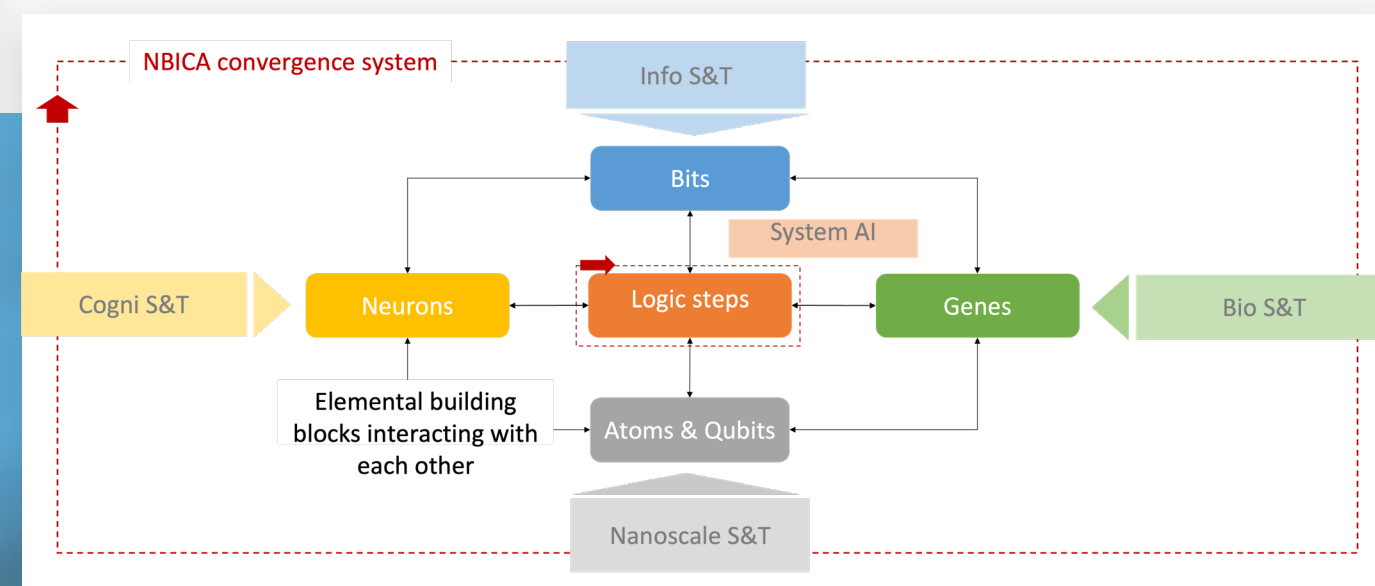 NBICA convergence system
Info S&T
Bits
System AI
Cogni S&T
Neurons
Logic steps
Genes
Bio S&T
Elemental building
blocks interacting with
each other
Atoms & Qubits
Nanoscale S&T